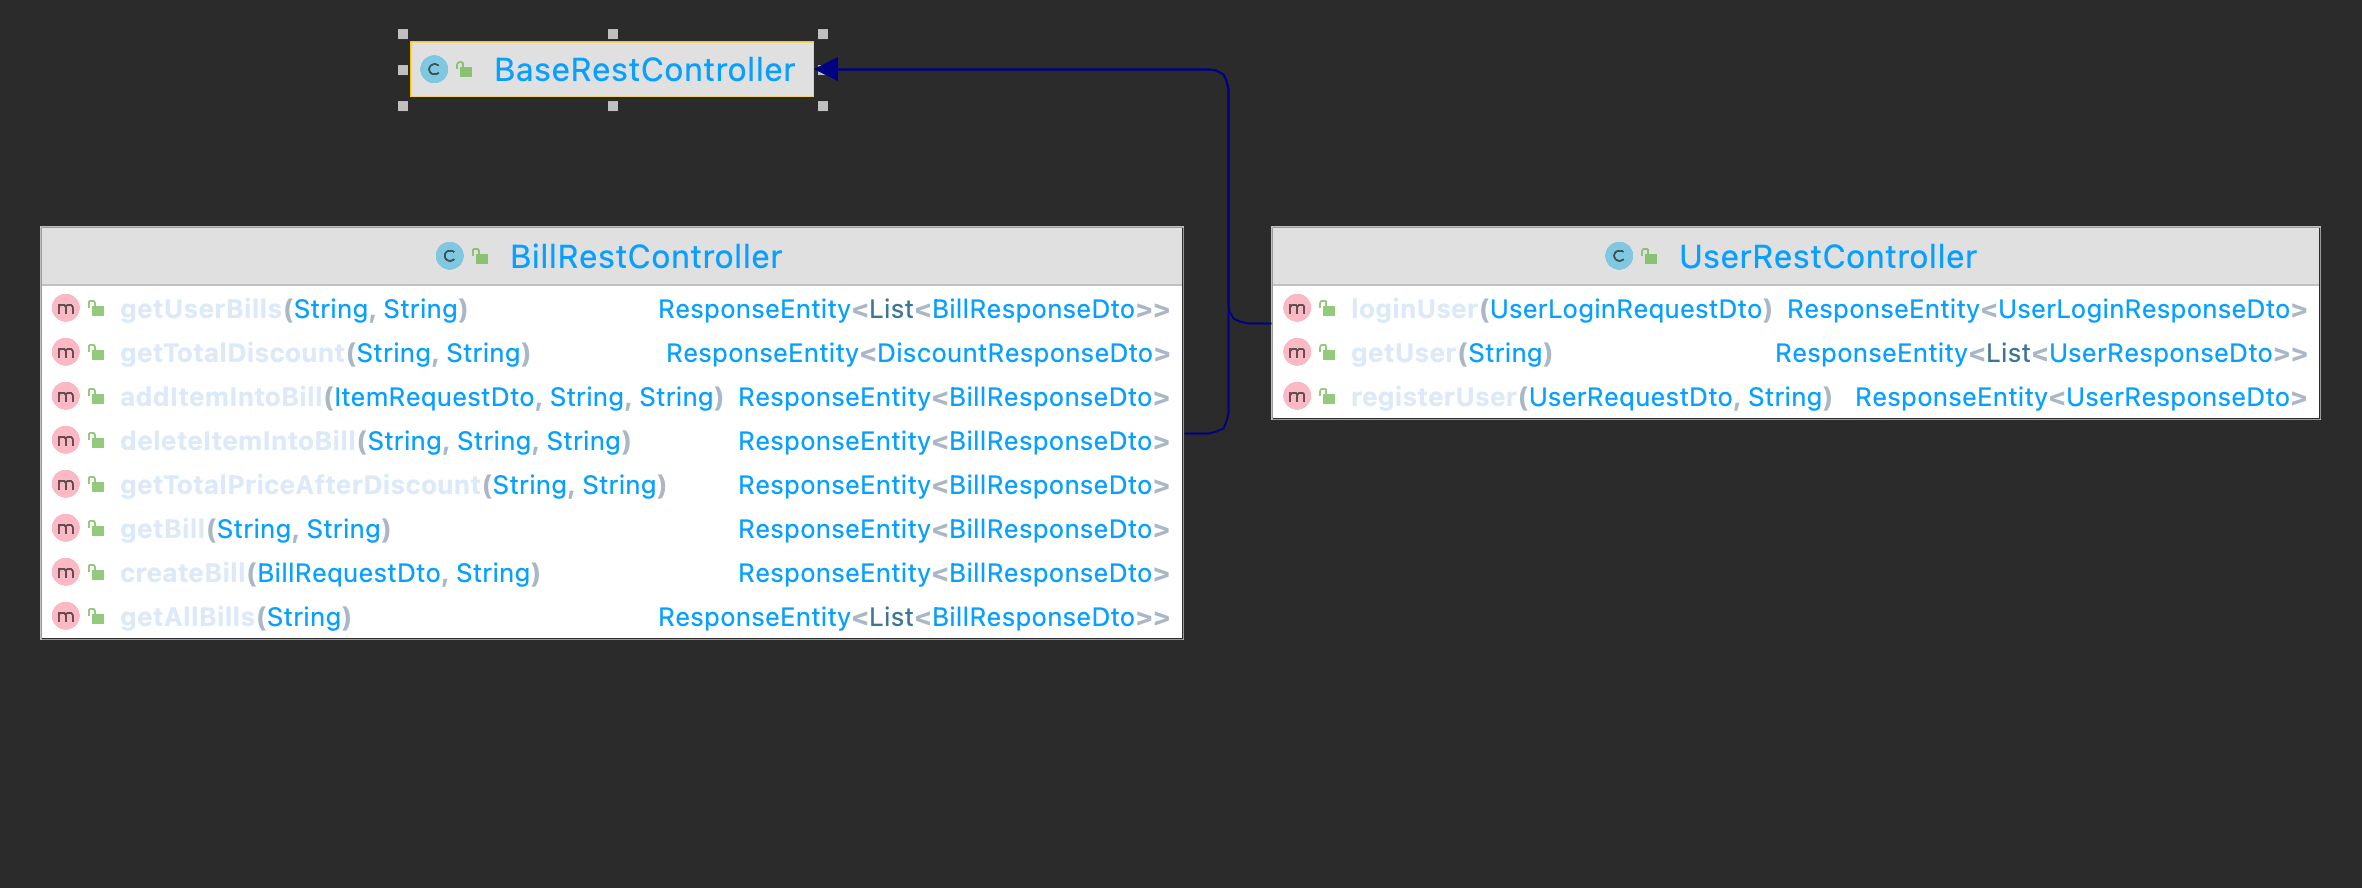 BaseRestController
BillRestController
getUserBills(String, String) ResponseEntity<List<BillResponseDto>>
getTotalDiscount(String, String) ResponseEntity<DiscountResponseDto>
addItemIntoBill(ItemRequestDto, String, String) ResponseEntity<BillResponseDto>
deleteItemIntoBill(String, String, String) ResponseEntity<BillResponseDto>
getTotalPriceAfterDiscount(String, String) ResponseEntity<BillResponseDto>
getBill(String, String) ResponseEntity<BillResponseDto>
createBill(BillRequestDto, String) ResponseEntity<BillResponseDto>
getAllBills(String) ResponseEntity<List<BillResponseDto>>
UserRestController
loginUser(UserLoginRequestDto) ResponseEntity<UserLoginResponseDto>
getUser(String) ResponseEntity<List<UserResponseDto>>
registerUser(UserRequestDto, String) ResponseEntity<UserResponseDto>